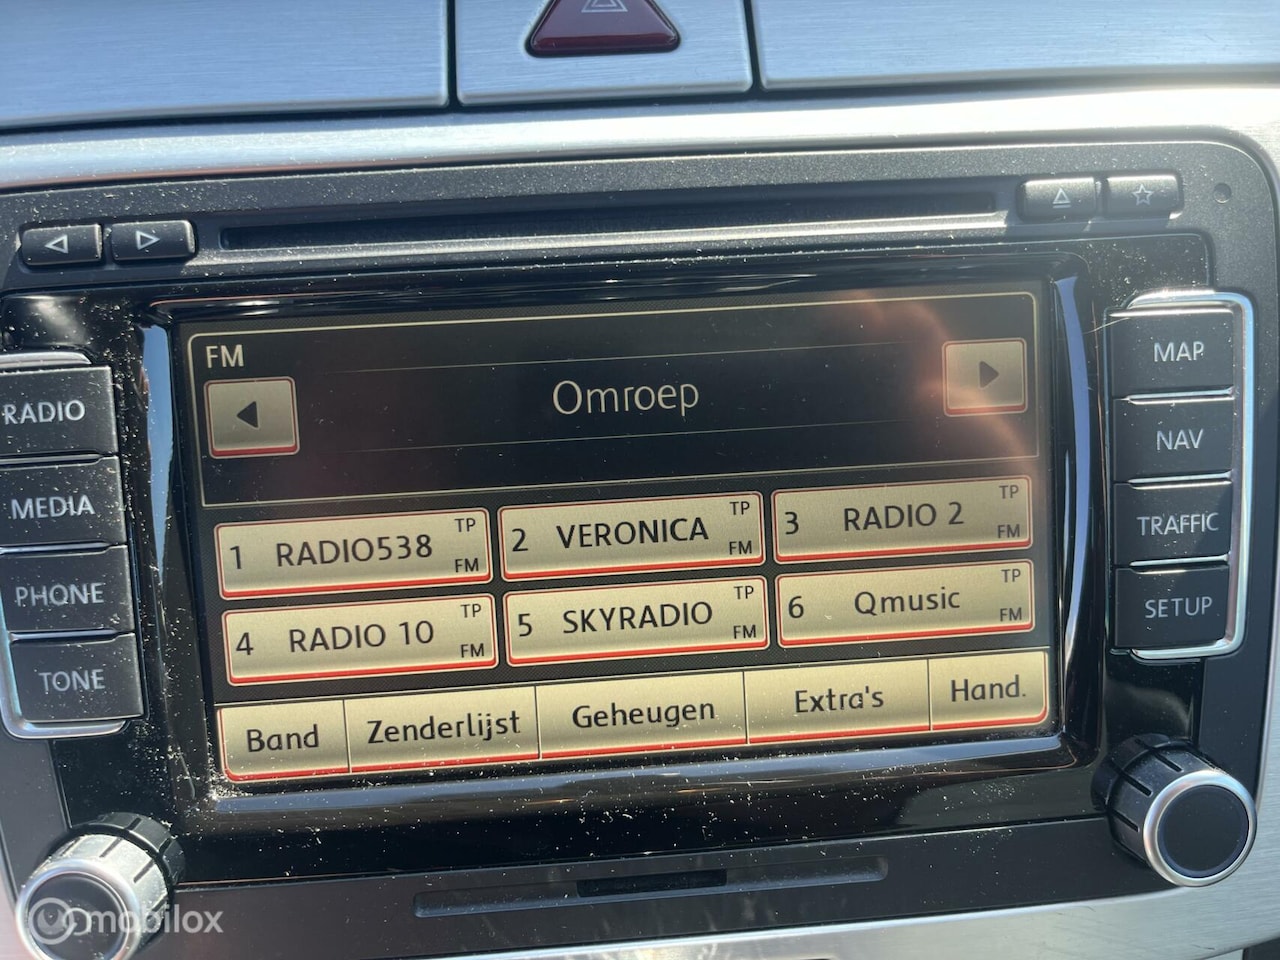 FM
Omroep
1 RADIO538 TP FM
2 VERONICA TP FM
3 RADIO 2 TP FM
4 RADIO 10 TP FM
5 SKYRADIO TP FM
6 Qmusic TP FM
Band Zenderlijst Geheugen Extra's Hand.
RADIO
MEDIA
PHONE
TONE
MAP
NAV
TRAFFIC
SETUP
mobilox